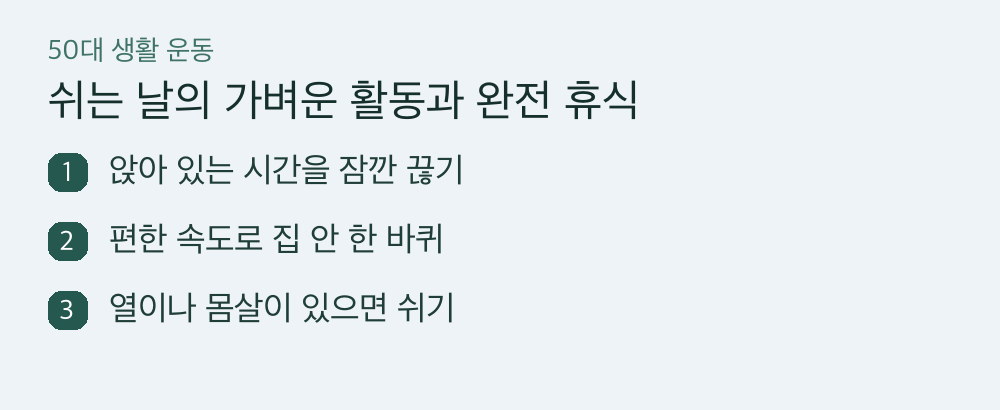 50대 생활 운동
쉬는 날의 가벼운 활동과 완전 휴식
1 앉아 있는 시간을 잠깐 끊기
2 편한 속도로 집 안 한 바퀴
3 열이나 몸살이 있으면 쉬기